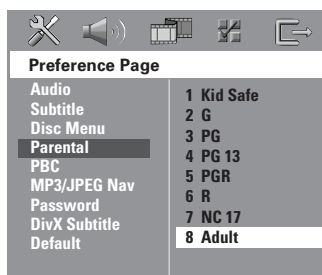 Preference Page
Audio
Subtitle
Disc Menu
Parental
PBC
MP3/JPEG Nav
Password
DivX Subtitle
Default
1 Kid Safe
2 G
3 PG
4 PG 13
5 PGR
6 R
7 NC 17
8 Adult